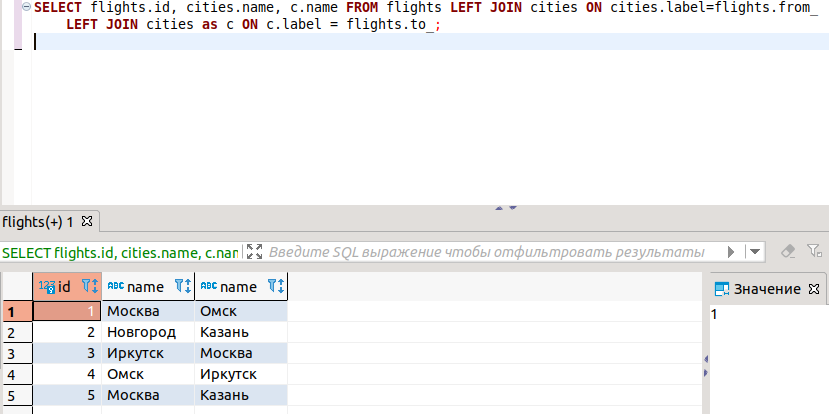 SELECT flights.id, cities.name, c.name FROM flights LEFT JOIN cities ON cities.label=flights.from_
LEFT JOIN cities as c ON c.label = flights.to_;
flights(+) 1
SELECT flights.id, cities.name, c.nar Введите SQL выражение чтобы отфильтровать результаты
123 id ABC name ABC name Значение
1 1 Москва Омск 1
2 2 Новгород Казань
3 3 Иркутск Москва
4 4 Омск Иркутск
5 5 Москва Казань